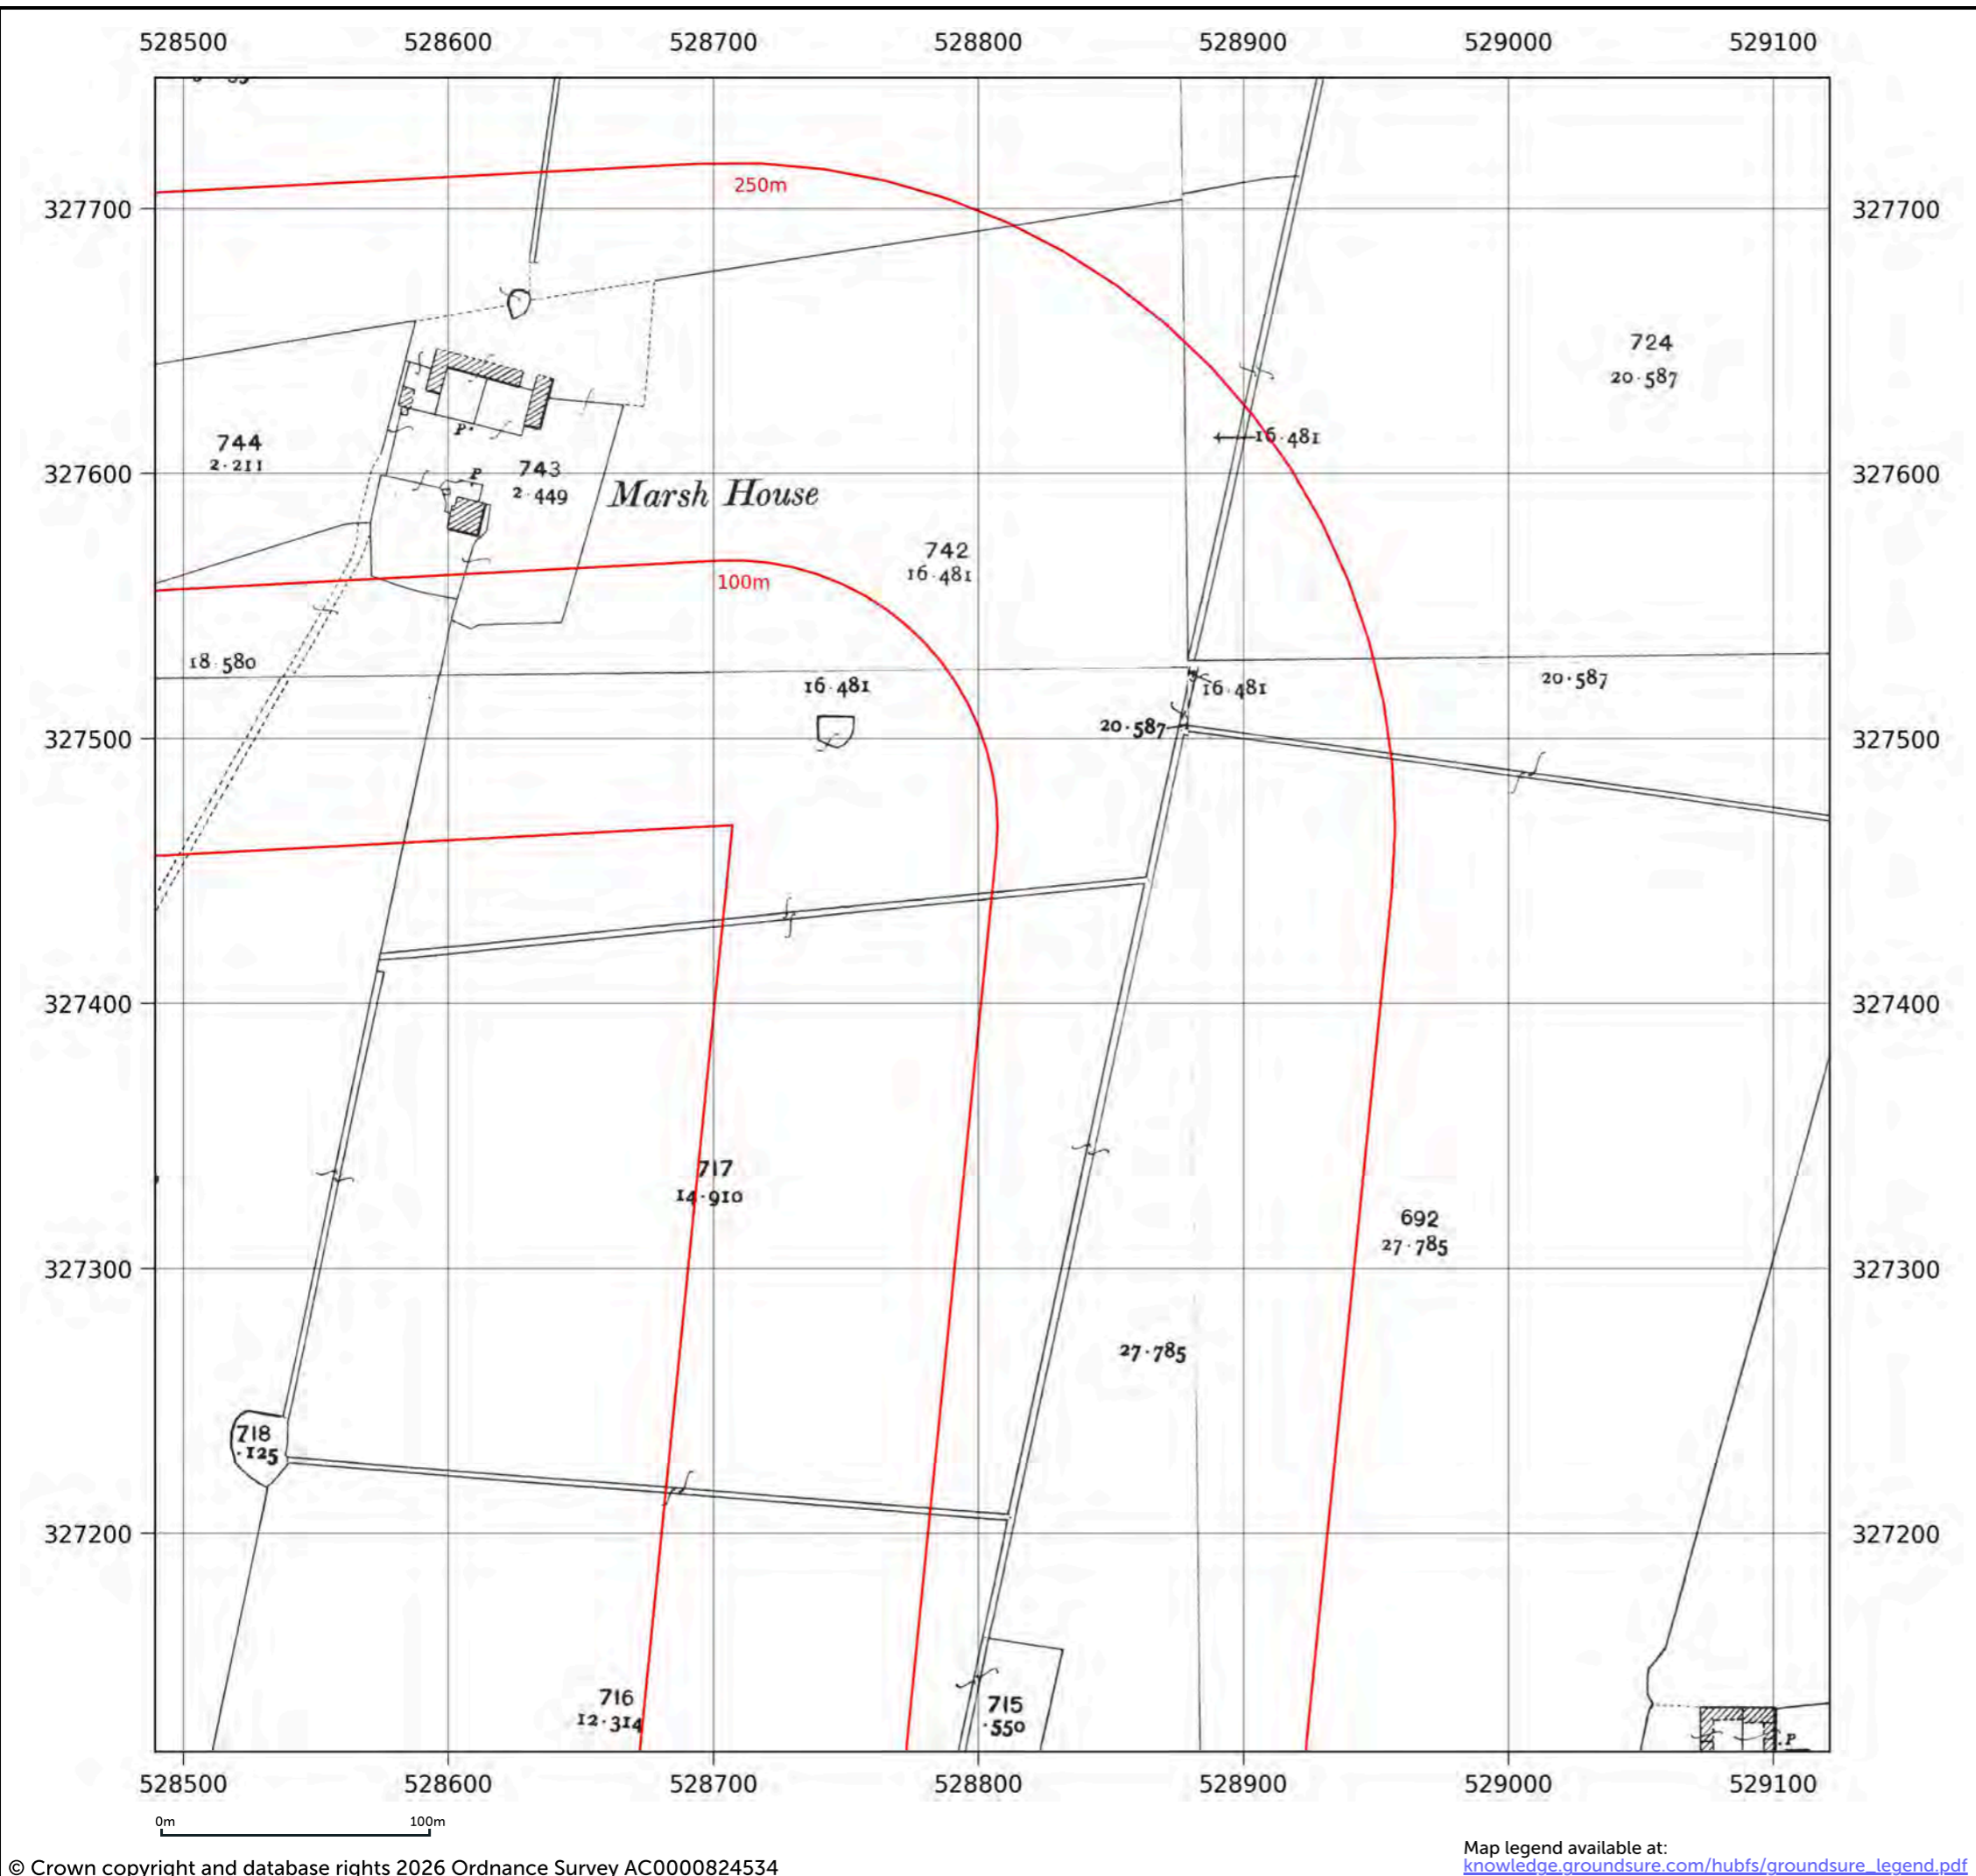 528500 528600 528700 528800 528900 529000 529100
250m
327700 327700
724
20·587
16·481
744
2·211
P
743
2·449
P
327600 327600
Marsh House
742
16·481
100m
18·580
16·481
16·481
20·587
20·587
327500 327500
327400 327400
717
14·910
692
27·785
327300 327300
27·785
718
·125
327200 327200
716
12·314
715
·550
P
528500 528600 528700 528800 528900 529000 529100
0m 100m
Map legend available at:
knowledge.groundsure.com/hubfs/groundsure_legend.pdf
© Crown copyright and database rights 2026 Ordnance Survey AC0000824534